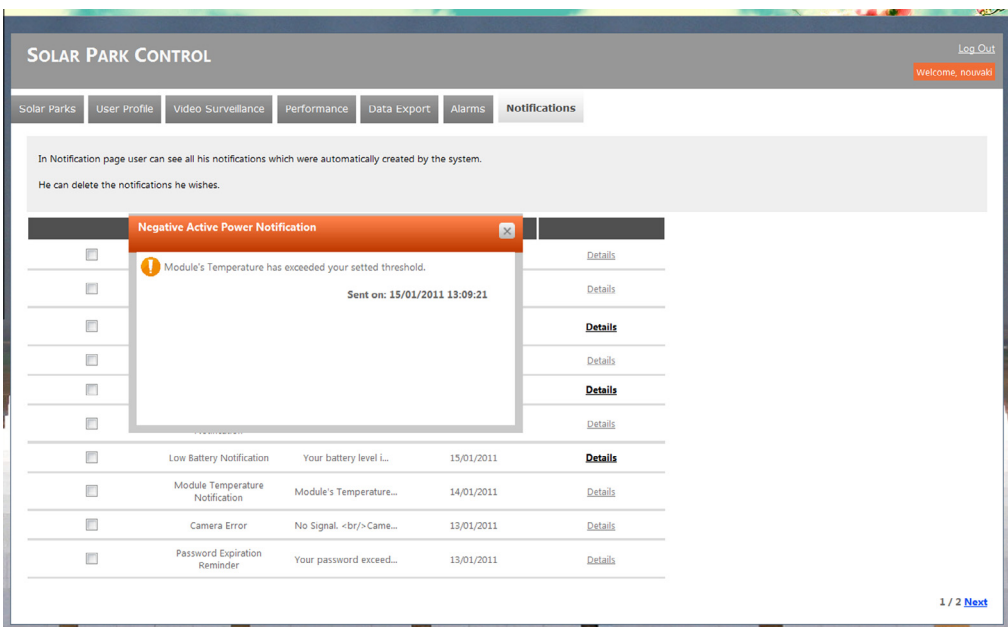 SOLAR PARK CONTROL
Log Out
Welcome, nouvaki
Solar Parks User Profile Video Surveillance Performance Data Export Alarms Notifications
In Notification page user can see all his notifications which were automatically created by the system.
He can delete the notifications he wishes.
Negative Active Power Notification
Module's Temperature has exceeded your setted threshold.
Sent on: 15/01/2011 13:09:21
Details
Details
Details
Details
Details
Details
Low Battery Notification Your battery level i... 15/01/2011 Details
Module Temperature
Notification
Module's Temperature... 14/01/2011 Details
Camera Error No Signal. <br/>Came... 13/01/2011 Details
Password Expiration
Reminder
Your password exceed... 13/01/2011 Details
1 / 2 Next